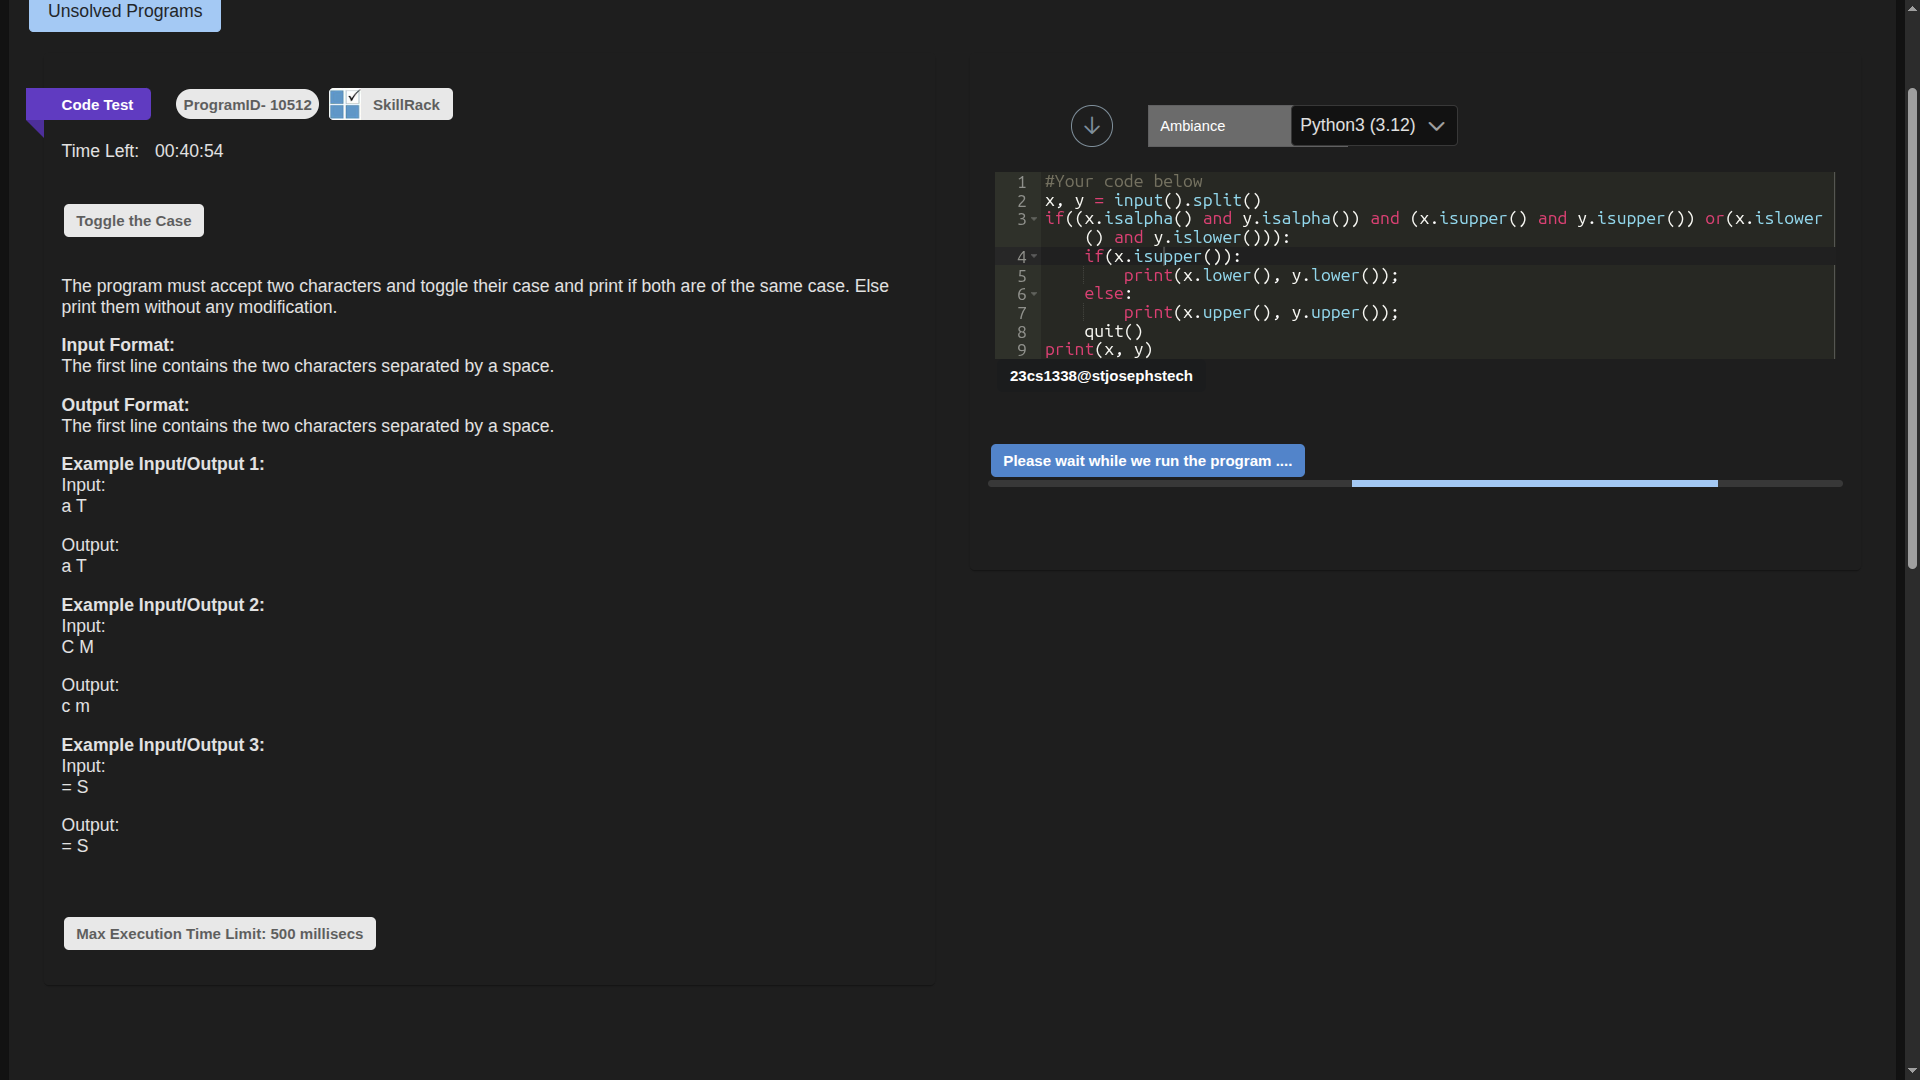 Unsolved Programs
Code Test
ProgramID- 10512
SkillRack
Time Left: 00:40:54
Toggle the Case
The program must accept two characters and toggle their case and print if both are of the same case. Else
print them without any modification.
Input Format:
The first line contains the two characters separated by a space.
Output Format:
The first line contains the two characters separated by a space.
Example Input/Output 1:
Input:
a T
Output:
a T
Example Input/Output 2:
Input:
C M
Output:
c m
Example Input/Output 3:
Input:
= S
Output:
= S
Max Execution Time Limit: 500 millisecs
Ambiance
Python3 (3.12)
1 #Your code below
2 x, y = input().split()
3 if((x.isalpha() and y.isalpha()) and (x.isupper() and y.isupper()) or(x.islower
() and y.islower())):
4 if(x.isupper()):
5 print(x.lower(), y.lower());
6 else:
7 print(x.upper(), y.upper());
8 quit()
9 print(x, y)
23cs1338@stjosephstech
Please wait while we run the program ....